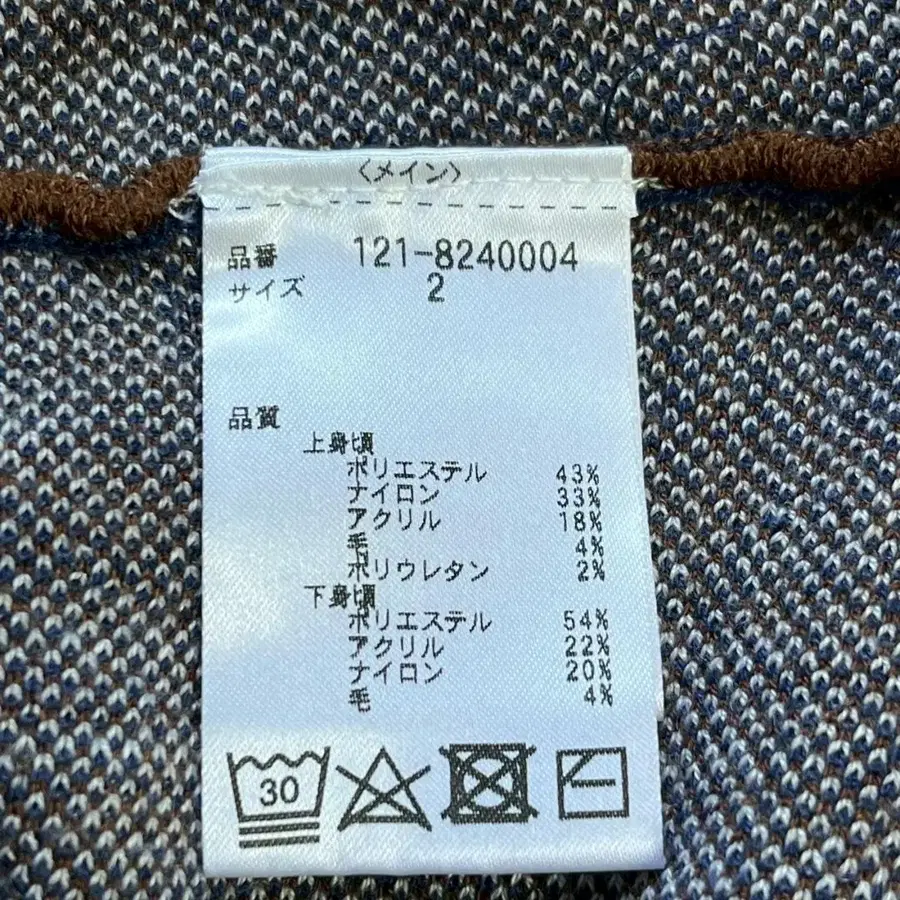 〈メイン〉
品番 121-8240004
サイズ 2
品質
上身頃
ポリエステル 43%
ナイロン 33%
アクリル 18%
毛 4%
ポリウレタン 2%
下身頃
ポリエステル 54%
アクリル 22%
ナイロン 20%
毛 4%
30